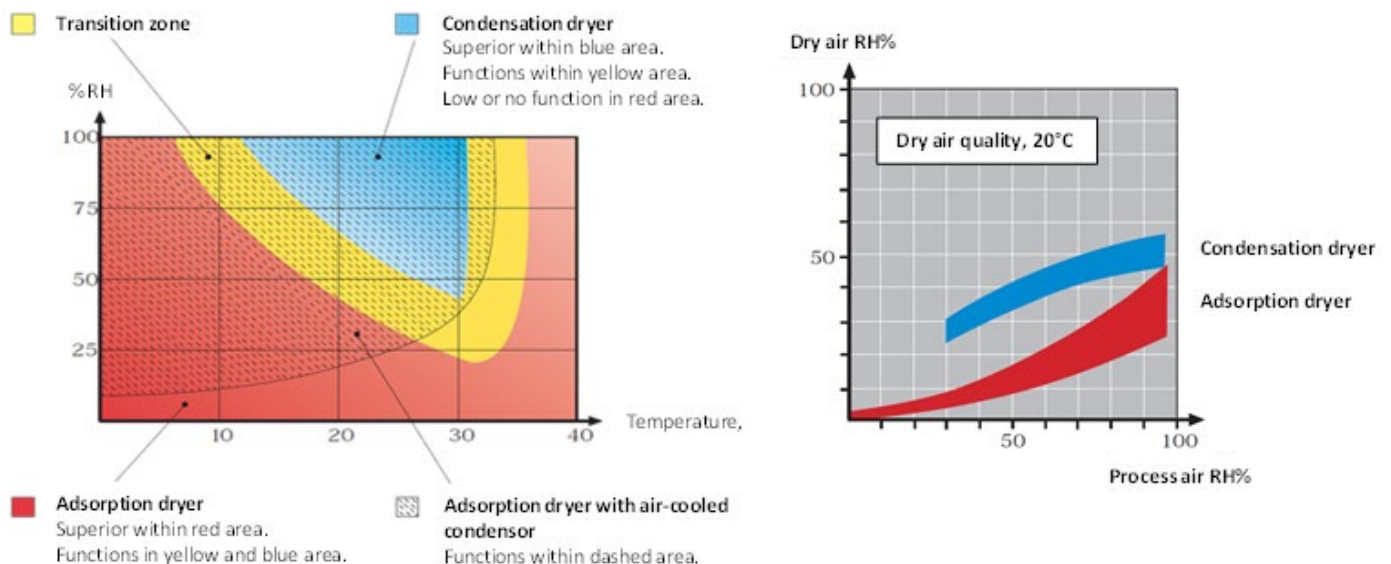 Transition zone
Condensation dryer
Superior within blue area.
Functions within yellow area.
Low or no function in red area.
%RH
100
75
50
25
10
20
30
40
Temperature,
Adsorption dryer
Superior within red area.
Functions in yellow and blue area.
Adsorption dryer with air-cooled
condensor
Functions within dashed area.
Dry air RH%
100
Dry air quality, 20°C
50
Condensation dryer
Adsorption dryer
50
100
Process air RH%